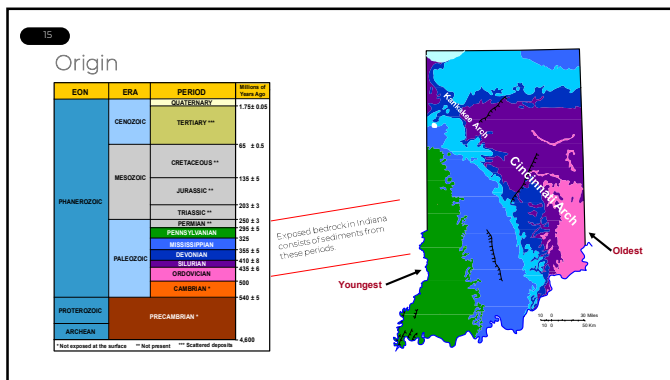 15
Origin
EON ERA PERIOD Millions of Years Ago
QUATERNARY
1.75± 0.05
CENOZOIC
TERTIARY ***
65 ± 0.5
CRETACEOUS **
135 ± 5
MESOZOIC
JURASSIC **
PHANEROZOIC
203 ± 3
TRIASSIC **
250 ± 3
PERMIAN **
295 ± 5
PENNSYLVIAN
325
MISSISSIPPIAN
355 ± 5
DEVONIAN
PALEOZOIC
410 ± 8
SILURIAN
435 ± 6
ORDOVICIAN
500
CAMBRIAN *
540 ± 5
PROTEROZOIC
PRECAMBRIAN *
ARCHEAN
4,600
* Not exposed at the surface ** Not present *** Scattered deposits
Exposed bedrock in Indiana
consists of sediments from
these periods.
Kankakee Arch
Cincinnati Arch
Oldest
Youngest
10 0 30 Miles
10 0 50 Km